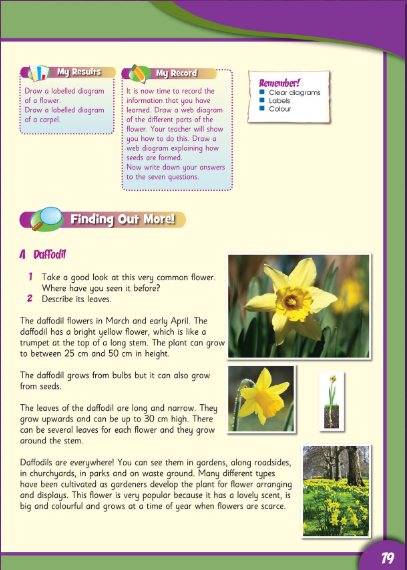 My Results
Draw a labelled diagram
of a flower.
Draw a labelled diagram
of a carpel.
My Record
It is now time to record the
information that you have
learned. Draw a web diagram
of the different parts of the
flower. Your teacher will show
you how to do this. Draw a
web diagram explaining how
seeds are formed.
Now write down your answers
to the seven questions.
Remember!
Clear diagrams
Labels
Colour
Finding Out More!
A Daffodil
1 Take a good look at this very common flower.
Where have you seen it before?
2 Describe its leaves.
The daffodil flowers in March and early April. The
daffodil has a bright yellow flower, which is like a
trumpet at the top of a long stem. The plant can grow
to between 25 cm and 50 cm in height.
The daffodil grows from bulbs but it can also grow
from seeds.
The leaves of the daffodil are long and narrow. They
grow upwards and can be up to 30 cm high. There
can be several leaves for each flower and they grow
around the stem.
Daffodils are everywhere! You can see them in gardens, along roadsides,
in churchyards, in parks and on waste ground. Many different types
have been cultivated as gardeners develop the plant for flower arranging
and displays. This flower is very popular because it has a lovely scent, is
big and colourful and grows at a time of year when flowers are scarce.
79